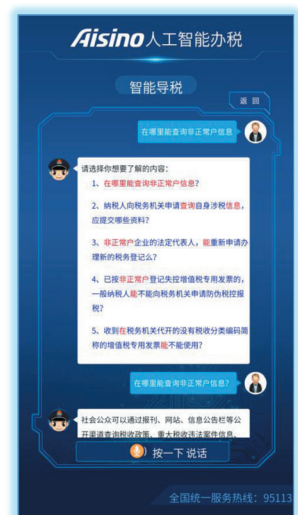 Aisino人工智能办税
智能导税
返 回
在哪里能查询非正常户信息
请选择你想要了解的内容：
1、在哪里能查询非正常户信息？
2、纳税人向税务机关申请查询自身涉税信息，
应提交哪些资料？
3、非正常户企业的法定代表人，能重新申请办
理新的税务登记么？
4、已按非正常户登记失控增值税专用发票的，
一般纳税人能不能向税务机关申请防伪税控报
税？
5、收到在税务机关代开的没有税收分类编码简
称的增值税专用发票能不能使用？
在哪里能查询非正常户信息？
社会公众可以通过报刊、网站、信息公告栏等公
开渠道查询税收政策、重大税收违法案件信息、
按一下 说话
全国统一服务热线：95113